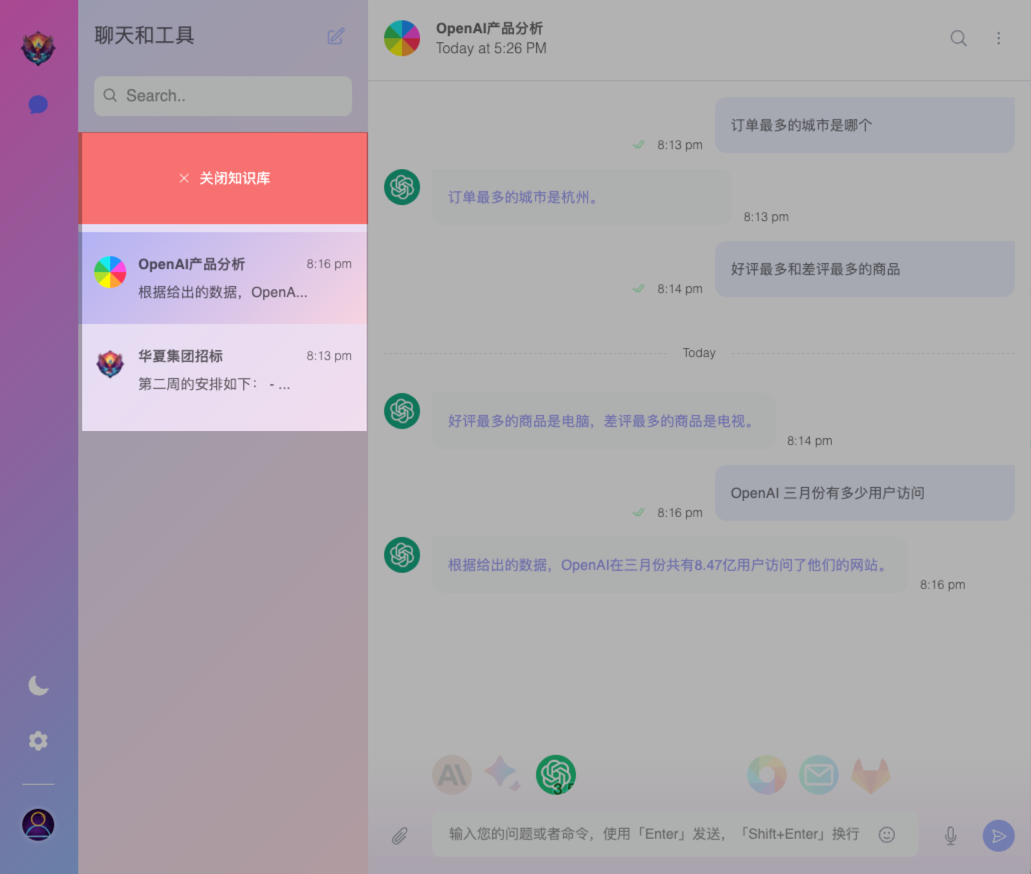 聊天和工具
Search..
关闭知识库
OpenAI产品分析
8:16 pm
根据给出的数据，OpenA...
华夏集团招标
8:13 pm
第二周的安排如下： - ...
OpenAI产品分析
Today at 5:26 PM
订单最多的城市是哪个
8:13 pm
订单最多的城市是杭州。
8:13 pm
好评最多和差评最多的商品
8:14 pm
Today
好评最多的商品是电脑，差评最多的商品是电视。
8:14 pm
OpenAI 三月份有多少用户访问
8:16 pm
根据给出的数据，OpenAI在三月份共有8.47亿用户访问了他们的网站。
8:16 pm
3.5
输入您的问题或者命令，使用「Enter」发送，「Shift+Enter」换行